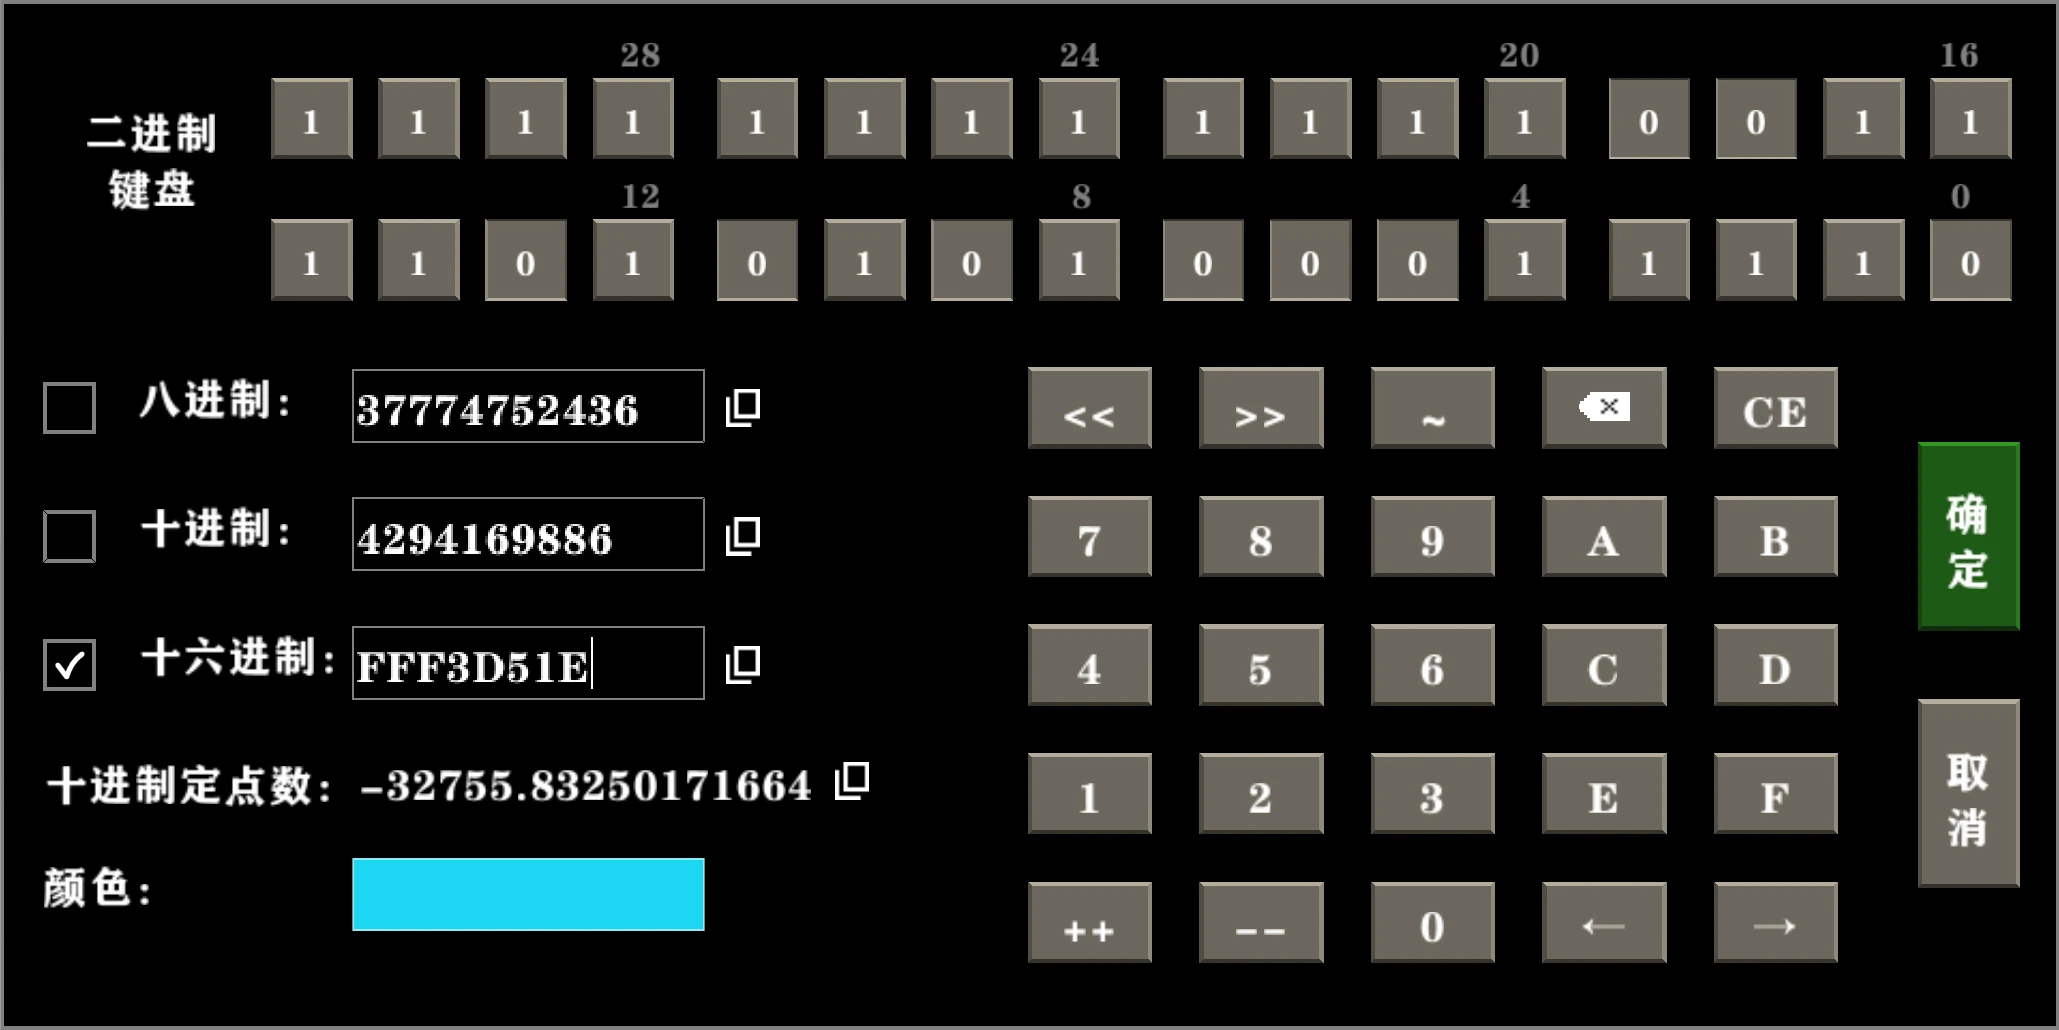 28 24 20 16
二进制
键盘
1 1 1 1 1 1 1 1 1 1 1 1 0 0 1 1
12 8 4 0
1 1 0 1 0 1 0 1 0 0 0 1 1 1 1 0
八进制: 37774752436
十进制: 4294169886
十六进制: FFF3D51E
十进制定点数: -32755.83250171664
颜色:
<< >> ~ × CE
7 8 9 A B
4 5 6 C D
1 2 3 E F
++ -- 0 ← →
确
定
取
消